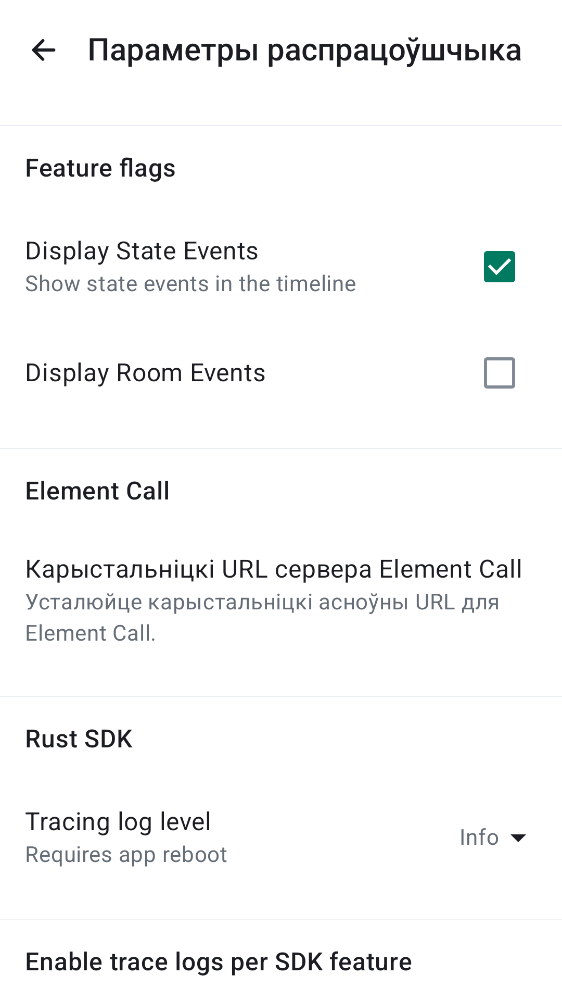 Параметры распрацоўшчыка
Feature flags
Display State Events
Show state events in the timeline
Display Room Events
Element Call
Карыстальніцкі URL сервера Element Call
Усталюйце карыстальніцкі асноўны URL для
Element Call.
Rust SDK
Tracing log level
Info
Requires app reboot
Enable trace logs per SDK feature